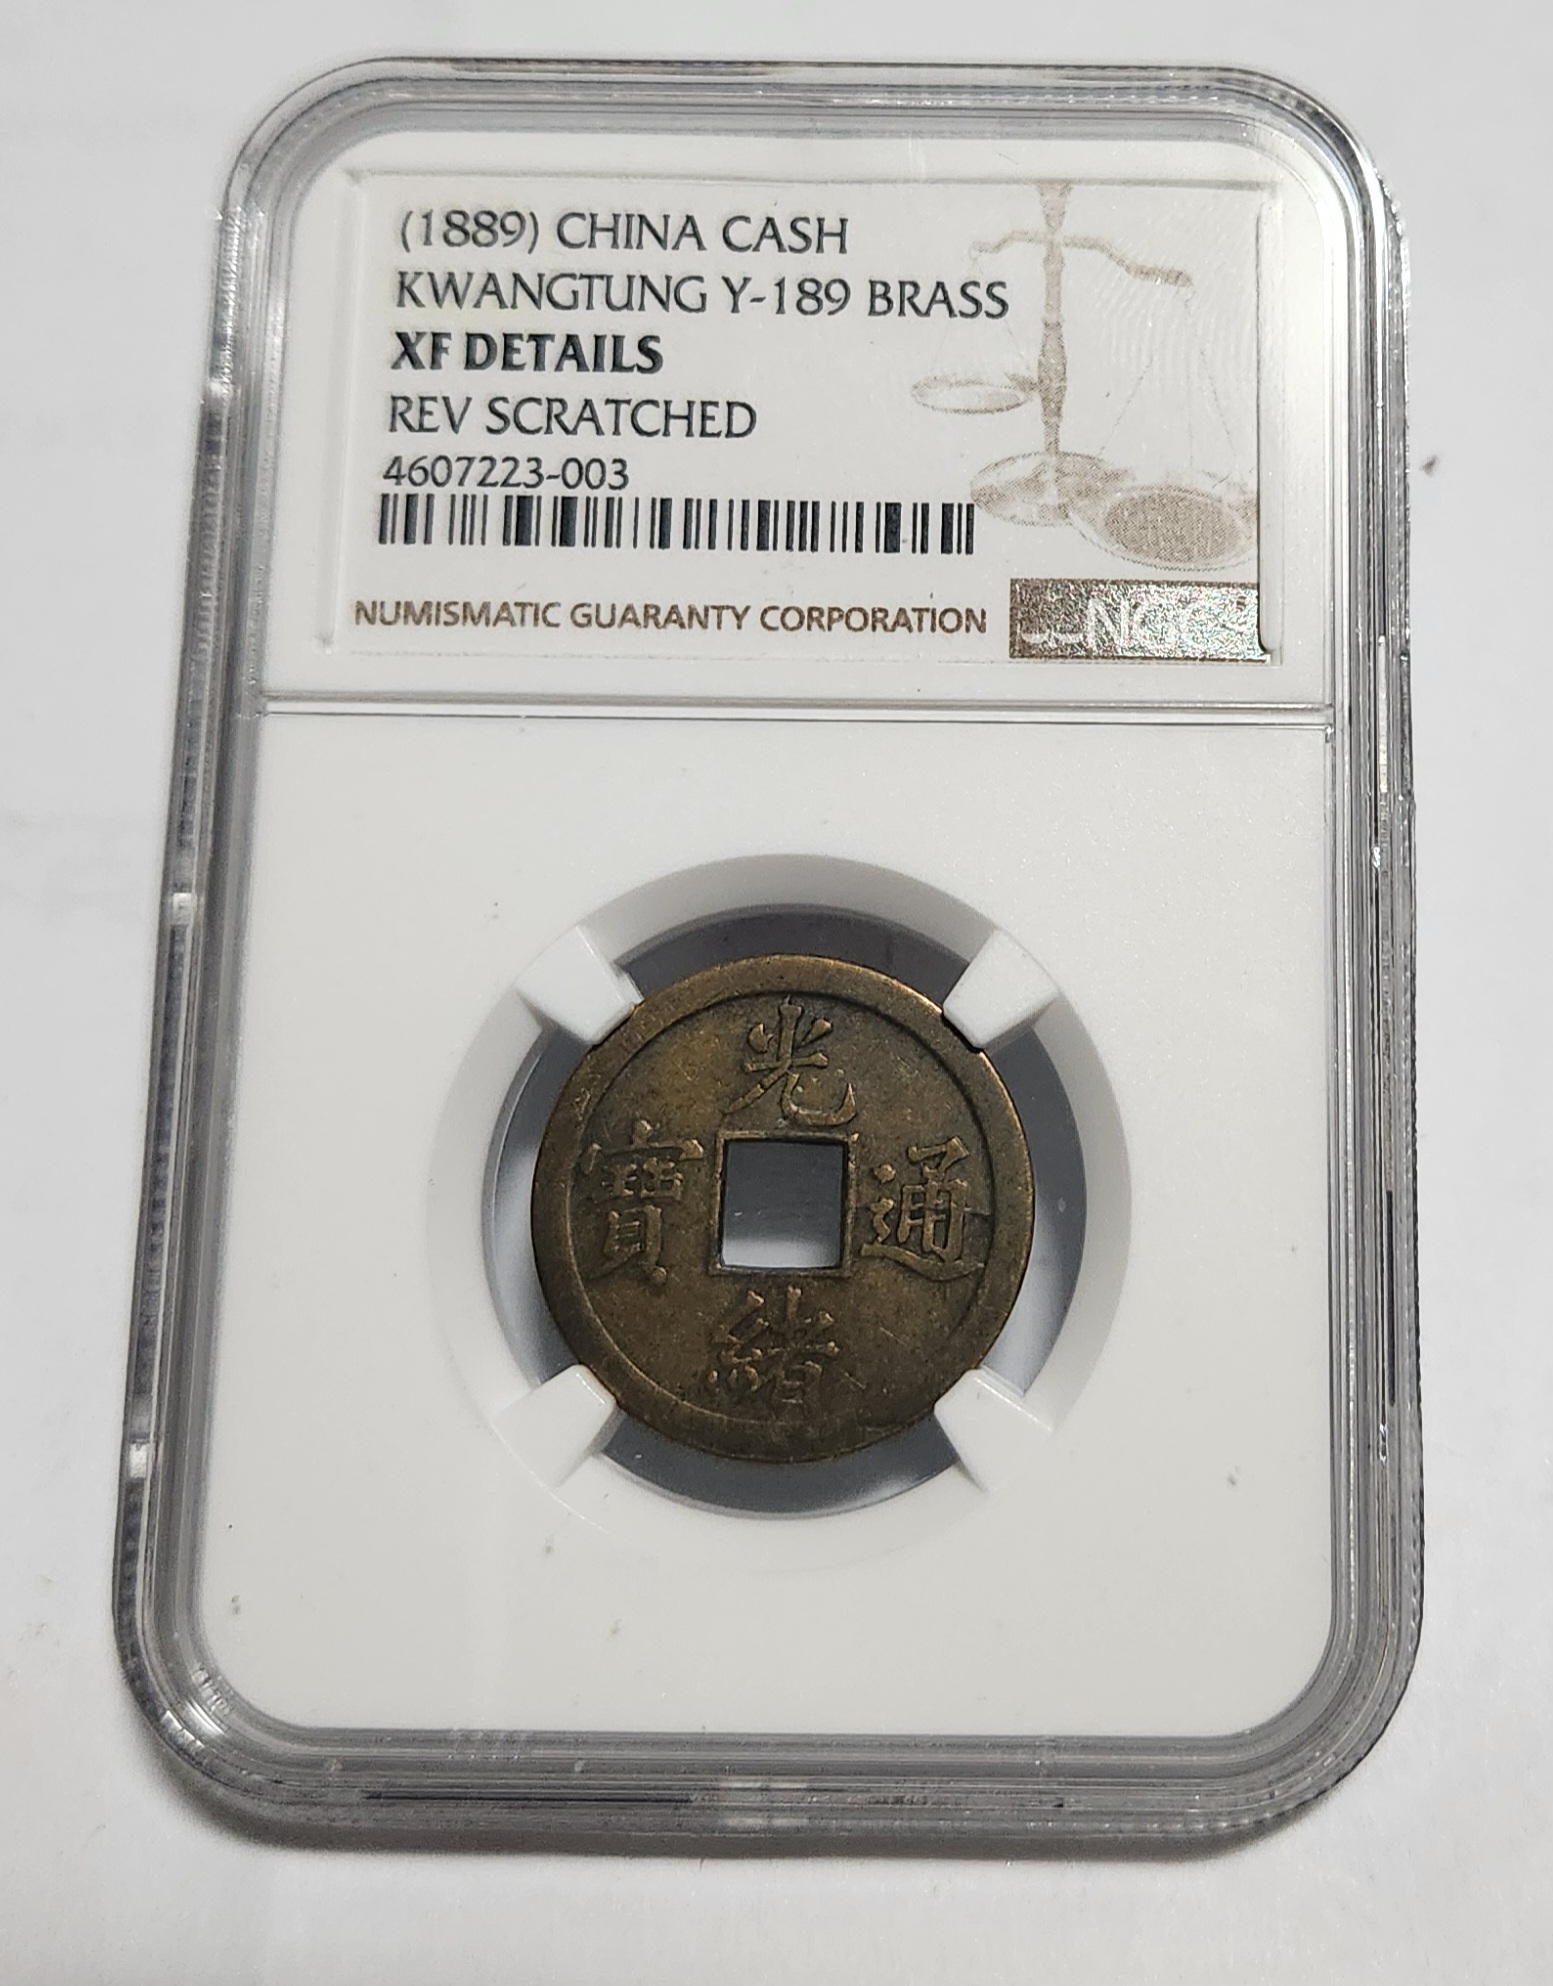 (1889) CHINA CASH
KWANGTUNG Y-189 BRASS
XF DETAILS
REV SCRATCHED
4607223-003
NUMISMATIC GUARANTY CORPORATION
NGC
光
寶 通
緒